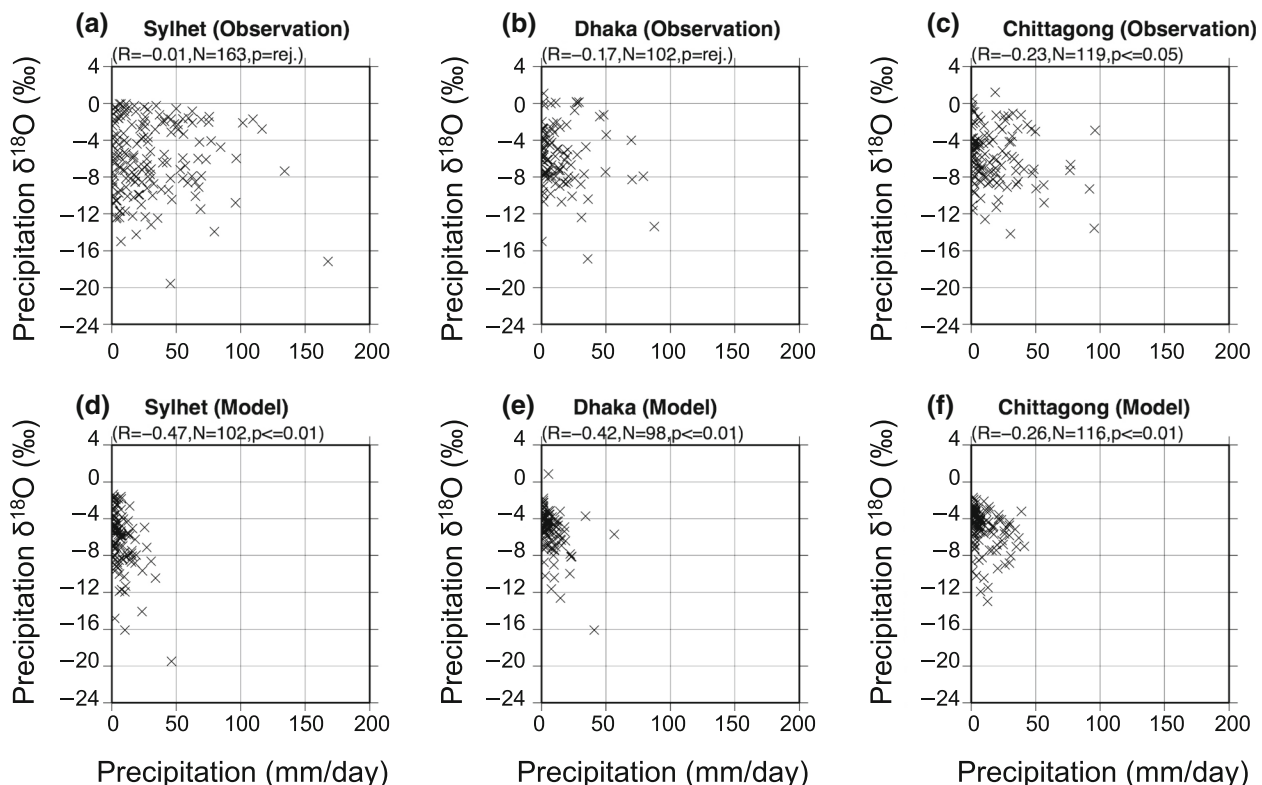 (a) Sylhet (Observation)
(R=−0.01,N=163,p=rej.)
Precipitation δ¹⁸O (‰)
4
0
−4
−8
−12
−16
−20
−24
0 50 100 150 200
(b) Dhaka (Observation)
(R=−0.17,N=102,p=rej.)
Precipitation δ¹⁸O (‰)
4
0
−4
−8
−12
−16
−20
−24
0 50 100 150 200
(c) Chittagong (Observation)
(R=−0.23,N=119,p<=0.05)
Precipitation δ¹⁸O (‰)
4
0
−4
−8
−12
−16
−20
−24
0 50 100 150 200
(d) Sylhet (Model)
(R=−0.47,N=102,p<=0.01)
Precipitation δ¹⁸O (‰)
4
0
−4
−8
−12
−16
−20
−24
0 50 100 150 200
Precipitation (mm/day)
(e) Dhaka (Model)
(R=−0.42,N=98,p<=0.01)
Precipitation δ¹⁸O (‰)
4
0
−4
−8
−12
−16
−20
−24
0 50 100 150 200
Precipitation (mm/day)
(f) Chittagong (Model)
(R=−0.26,N=116,p<=0.01)
Precipitation δ¹⁸O (‰)
4
0
−4
−8
−12
−16
−20
−24
0 50 100 150 200
Precipitation (mm/day)